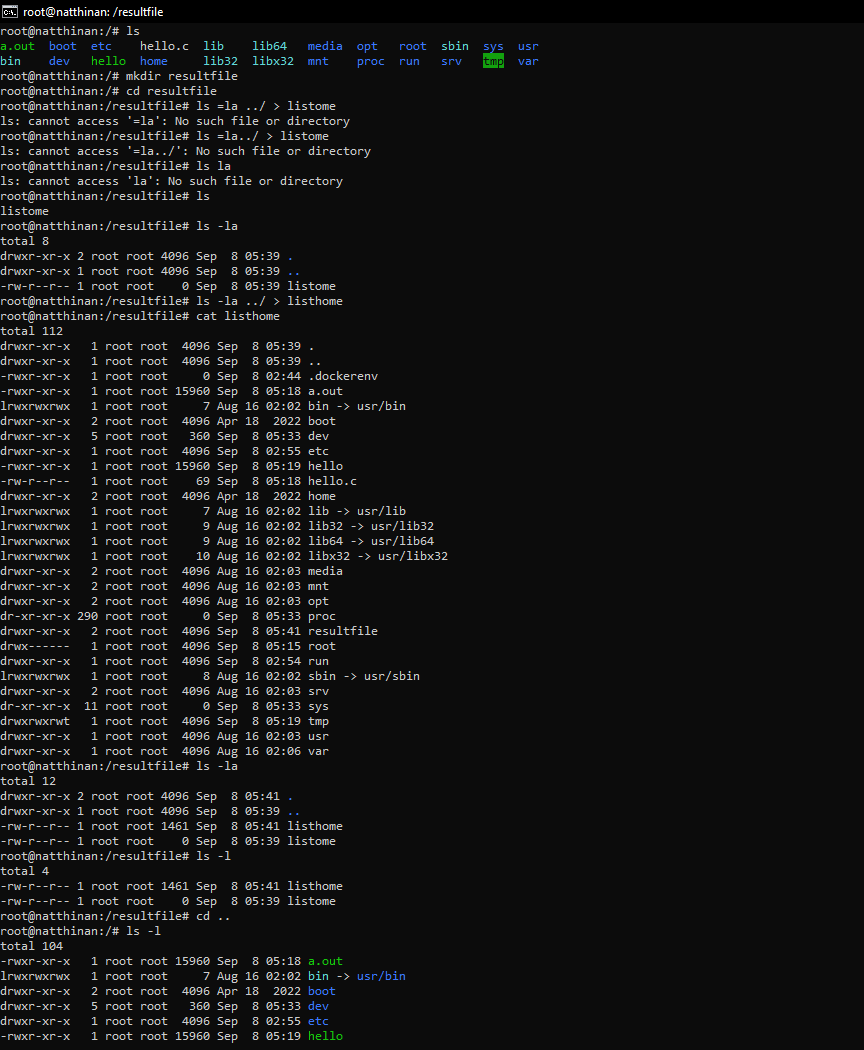 root@natthinan: /resultfile
root@natthinan:/# ls
a.out  boot  etc    hello.c  lib    lib64   media  opt   root  sbin  sys  usr
bin    dev   hello  home     lib32  libx32  mnt    proc  run   srv   tmp  var
root@natthinan:/# mkdir resultfile
root@natthinan:/# cd resultfile
root@natthinan:/resultfile# ls =la ../ > listome
ls: cannot access '=la': No such file or directory
root@natthinan:/resultfile# ls =la../ > listome
ls: cannot access '=la../': No such file or directory
root@natthinan:/resultfile# ls la
ls: cannot access 'la': No such file or directory
root@natthinan:/resultfile# ls
listome
root@natthinan:/resultfile# ls -la
total 8
drwxr-xr-x 2 root root 4096 Sep  8 05:39 .
drwxr-xr-x 1 root root 4096 Sep  8 05:39 ..
-rw-r--r-- 1 root root    0 Sep  8 05:39 listome
root@natthinan:/resultfile# ls -la ../ > listhome
root@natthinan:/resultfile# cat listhome
total 112
drwxr-xr-x   1 root root  4096 Sep  8 05:39 .
drwxr-xr-x   1 root root  4096 Sep  8 05:39 ..
-rwxr-xr-x   1 root root     0 Sep  8 02:44 .dockerenv
-rwxr-xr-x   1 root root 15960 Sep  8 05:18 a.out
lrwxrwxrwx   1 root root     7 Aug 16 02:02 bin -> usr/bin
drwxr-xr-x   2 root root  4096 Apr 18  2022 boot
drwxr-xr-x   5 root root   360 Sep  8 05:33 dev
drwxr-xr-x   1 root root  4096 Sep  8 02:55 etc
-rwxr-xr-x   1 root root 15960 Sep  8 05:19 hello
-rw-r--r--   1 root root    69 Sep  8 05:18 hello.c
drwxr-xr-x   2 root root  4096 Apr 18  2022 home
lrwxrwxrwx   1 root root     7 Aug 16 02:02 lib -> usr/lib
lrwxrwxrwx   1 root root     9 Aug 16 02:02 lib32 -> usr/lib32
lrwxrwxrwx   1 root root     9 Aug 16 02:02 lib64 -> usr/lib64
lrwxrwxrwx   1 root root    10 Aug 16 02:02 libx32 -> usr/libx32
drwxr-xr-x   2 root root  4096 Aug 16 02:03 media
drwxr-xr-x   2 root root  4096 Aug 16 02:03 mnt
drwxr-xr-x   2 root root  4096 Aug 16 02:03 opt
dr-xr-xr-x 290 root root     0 Sep  8 05:33 proc
drwxr-xr-x   2 root root  4096 Sep  8 05:41 resultfile
drwx------   1 root root  4096 Sep  8 05:15 root
drwxr-xr-x   1 root root  4096 Sep  8 02:54 run
lrwxrwxrwx   1 root root     8 Aug 16 02:02 sbin -> usr/sbin
drwxr-xr-x   2 root root  4096 Aug 16 02:03 srv
dr-xr-xr-x  11 root root     0 Sep  8 05:33 sys
drwxrwxrwt   1 root root  4096 Sep  8 05:19 tmp
drwxr-xr-x   1 root root  4096 Aug 16 02:03 usr
drwxr-xr-x   1 root root  4096 Aug 16 02:06 var
root@natthinan:/resultfile# ls -la
total 12
drwxr-xr-x 2 root root 4096 Sep  8 05:41 .
drwxr-xr-x 1 root root 4096 Sep  8 05:39 ..
-rw-r--r-- 1 root root 1461 Sep  8 05:41 listhome
-rw-r--r-- 1 root root    0 Sep  8 05:39 listome
root@natthinan:/resultfile# ls -l
total 4
-rw-r--r-- 1 root root 1461 Sep  8 05:41 listhome
-rw-r--r-- 1 root root    0 Sep  8 05:39 listome
root@natthinan:/resultfile# cd ..
root@natthinan:/# ls -l
total 104
-rwxr-xr-x   1 root root 15960 Sep  8 05:18 a.out
lrwxrwxrwx   1 root root     7 Aug 16 02:02 bin -> usr/bin
drwxr-xr-x   2 root root  4096 Apr 18  2022 boot
drwxr-xr-x   5 root root   360 Sep  8 05:33 dev
drwxr-xr-x   1 root root  4096 Sep  8 02:55 etc
-rwxr-xr-x   1 root root 15960 Sep  8 05:19 hello